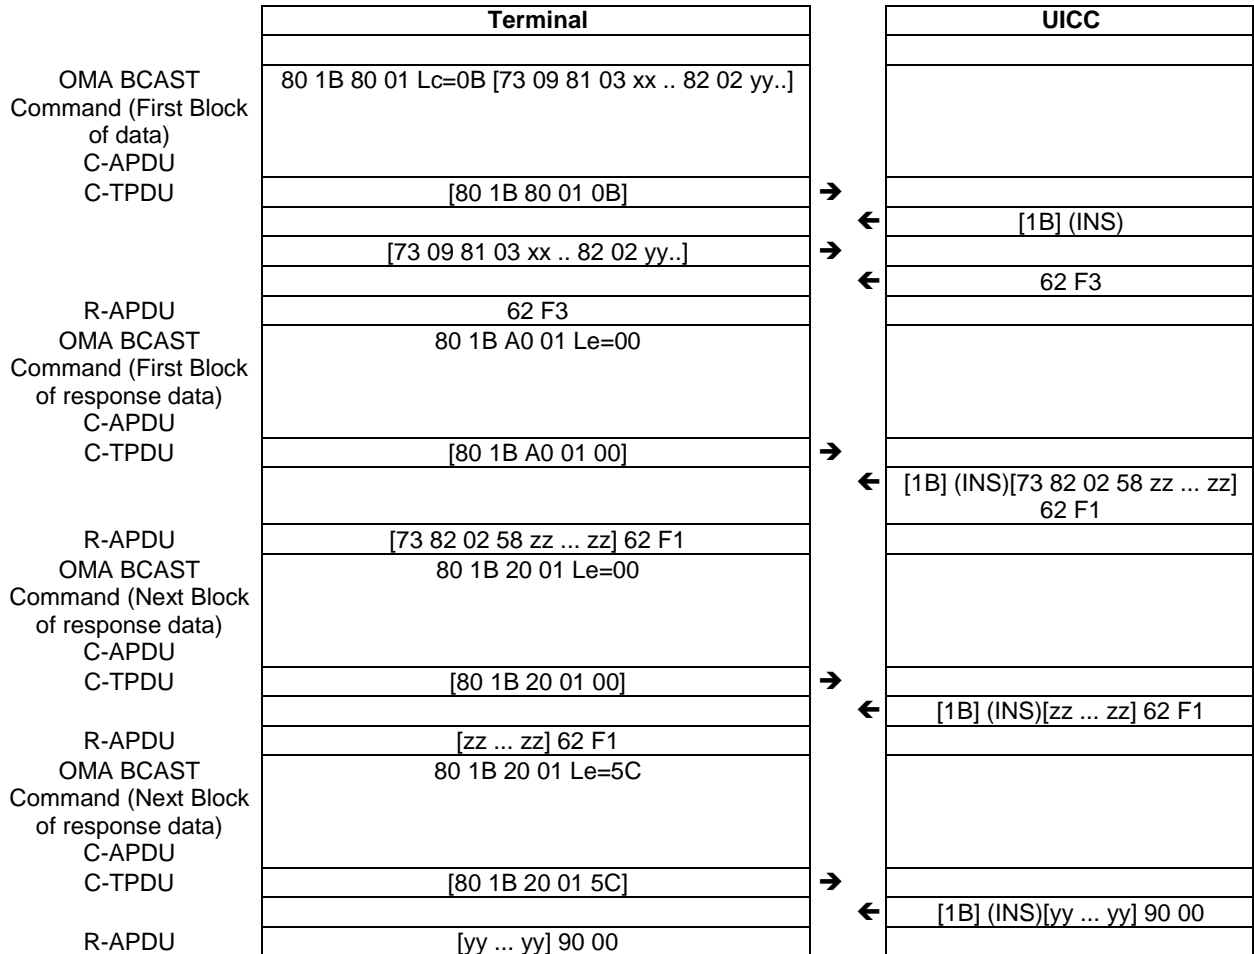 Terminal UICC
OMA BCAST 80 1B 80 01 Lc=0B [73 09 81 03 xx .. 82 02 yy..]
Command (First Block
of data)
C-APDU
C-TPDU [80 1B 80 01 0B] ➔
🡰 [1B] (INS)
[73 09 81 03 xx .. 82 02 yy..] ➔
🡰 62 F3
R-APDU 62 F3
OMA BCAST 80 1B A0 01 Le=00
Command (First Block
of response data)
C-APDU
C-TPDU [80 1B A0 01 00] ➔
🡰 [1B] (INS)[73 82 02 58 zz ... zz]
62 F1
R-APDU [73 82 02 58 zz ... zz] 62 F1
OMA BCAST 80 1B 20 01 Le=00
Command (Next Block
of response data)
C-APDU
C-TPDU [80 1B 20 01 00] ➔
🡰 [1B] (INS)[zz ... zz] 62 F1
R-APDU [zz ... zz] 62 F1
OMA BCAST 80 1B 20 01 Le=5C
Command (Next Block
of response data)
C-APDU
C-TPDU [80 1B 20 01 5C] ➔
🡰 [1B] (INS)[yy ... yy] 90 00
R-APDU [yy ... yy] 90 00